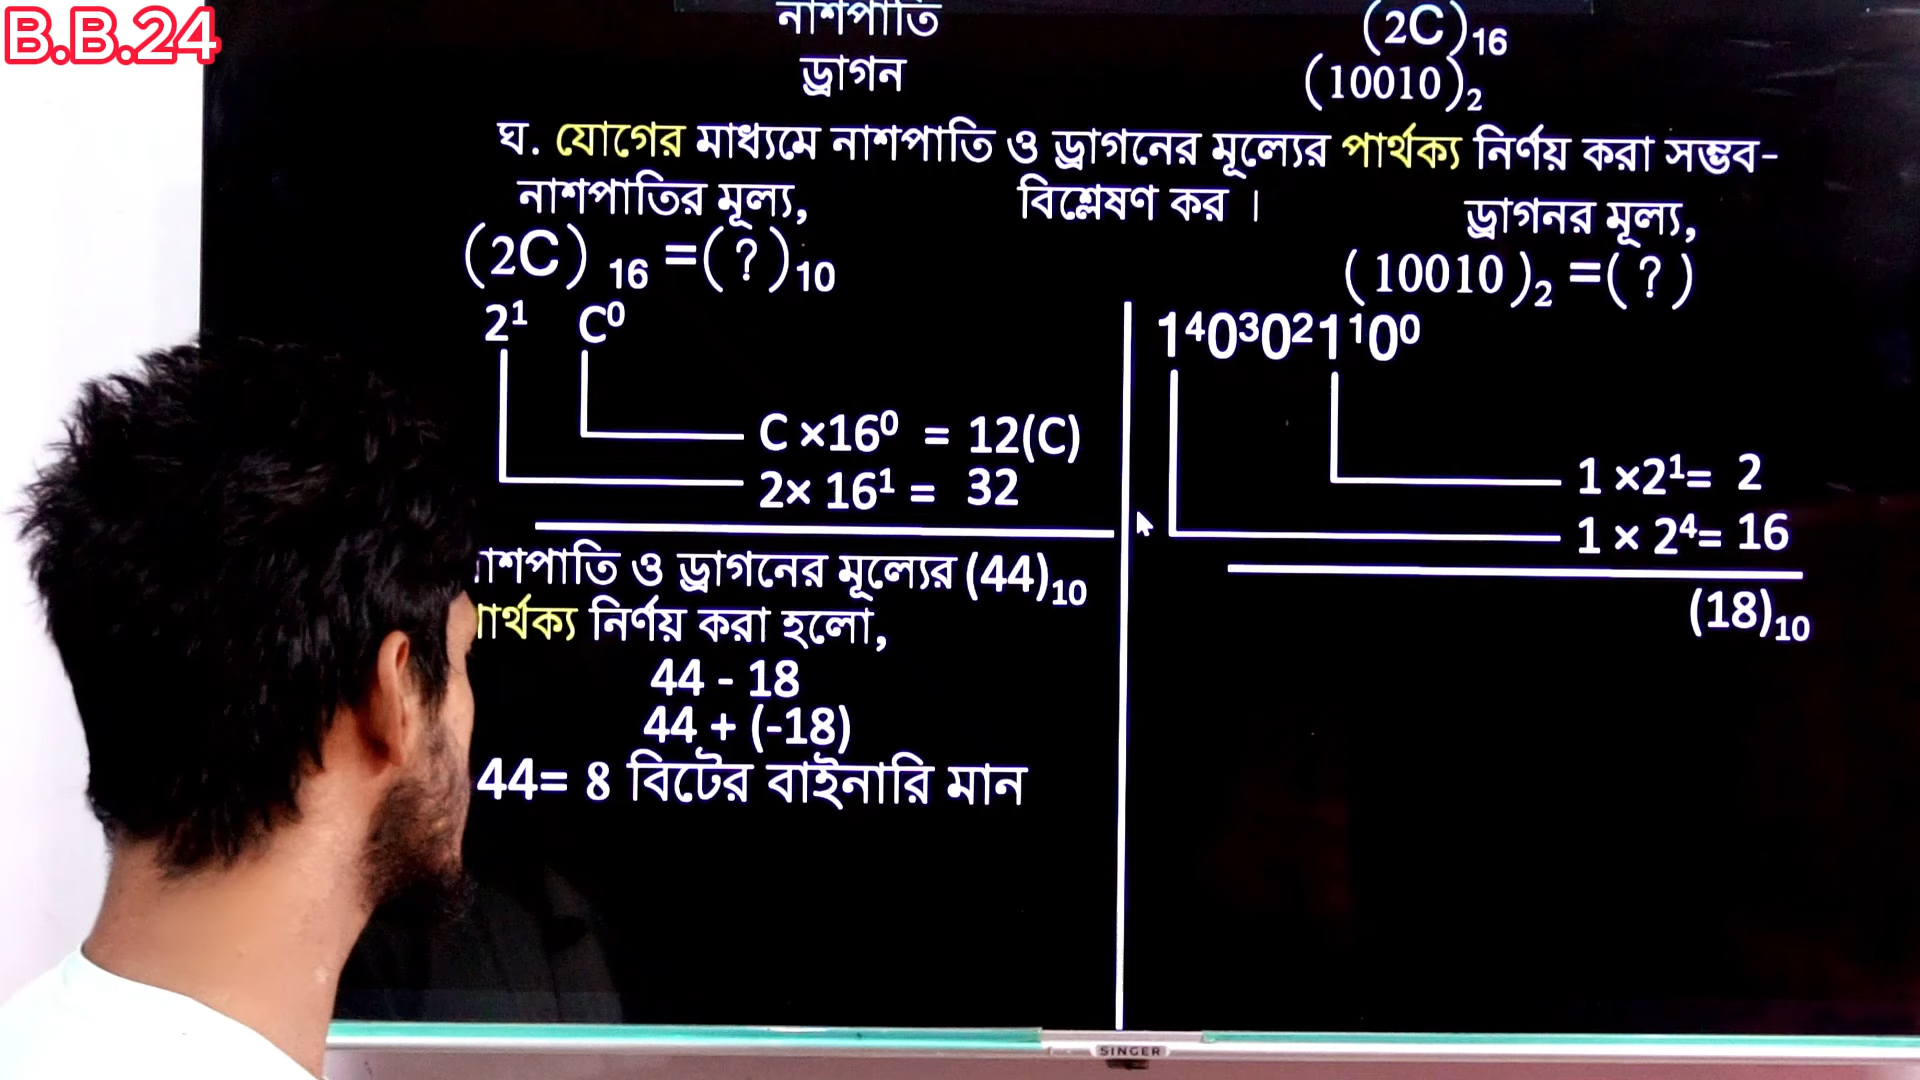 B.B.24
নাশপাতি (2C)₁₆
ড্রাগন (10010)₂
ঘ. যোগের মাধ্যমে নাশপাতি ও ড্রাগনের মূল্যের পার্থক্য নির্ণয় করা সম্ভব-
বিশ্লেষণ কর ।
নাশপাতির মূল্য,
(2C) ₁₆ =(?)₁₀
2¹ C⁰
C ×16⁰ = 12(C)
2× 16¹ = 32
(44)₁₀
নাশপাতি ও ড্রাগনের মূল্যের
পার্থক্য নির্ণয় করা হলো,
44 - 18
44 + (-18)
44= 8 বিটের বাইনারি মান
ড্রাগনর মূল্য,
(10010)₂ =(?)
1⁴0³0²1¹0⁰
1 ×2¹= 2
1 × 2⁴= 16
(18)₁₀
SINGER